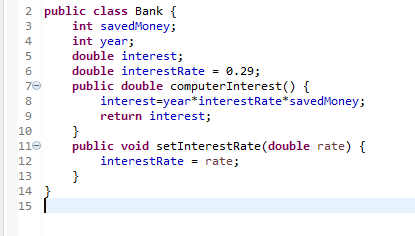 2 public class Bank {
3     int savedMoney;
4     int year;
5     double interest;
6     double interestRate = 0.29;
7     public double computerInterest() {
8         interest=year*interestRate*savedMoney;
9         return interest;
10     }
11     public void setInterestRate(double rate) {
12         interestRate = rate;
13     }
14 }
15